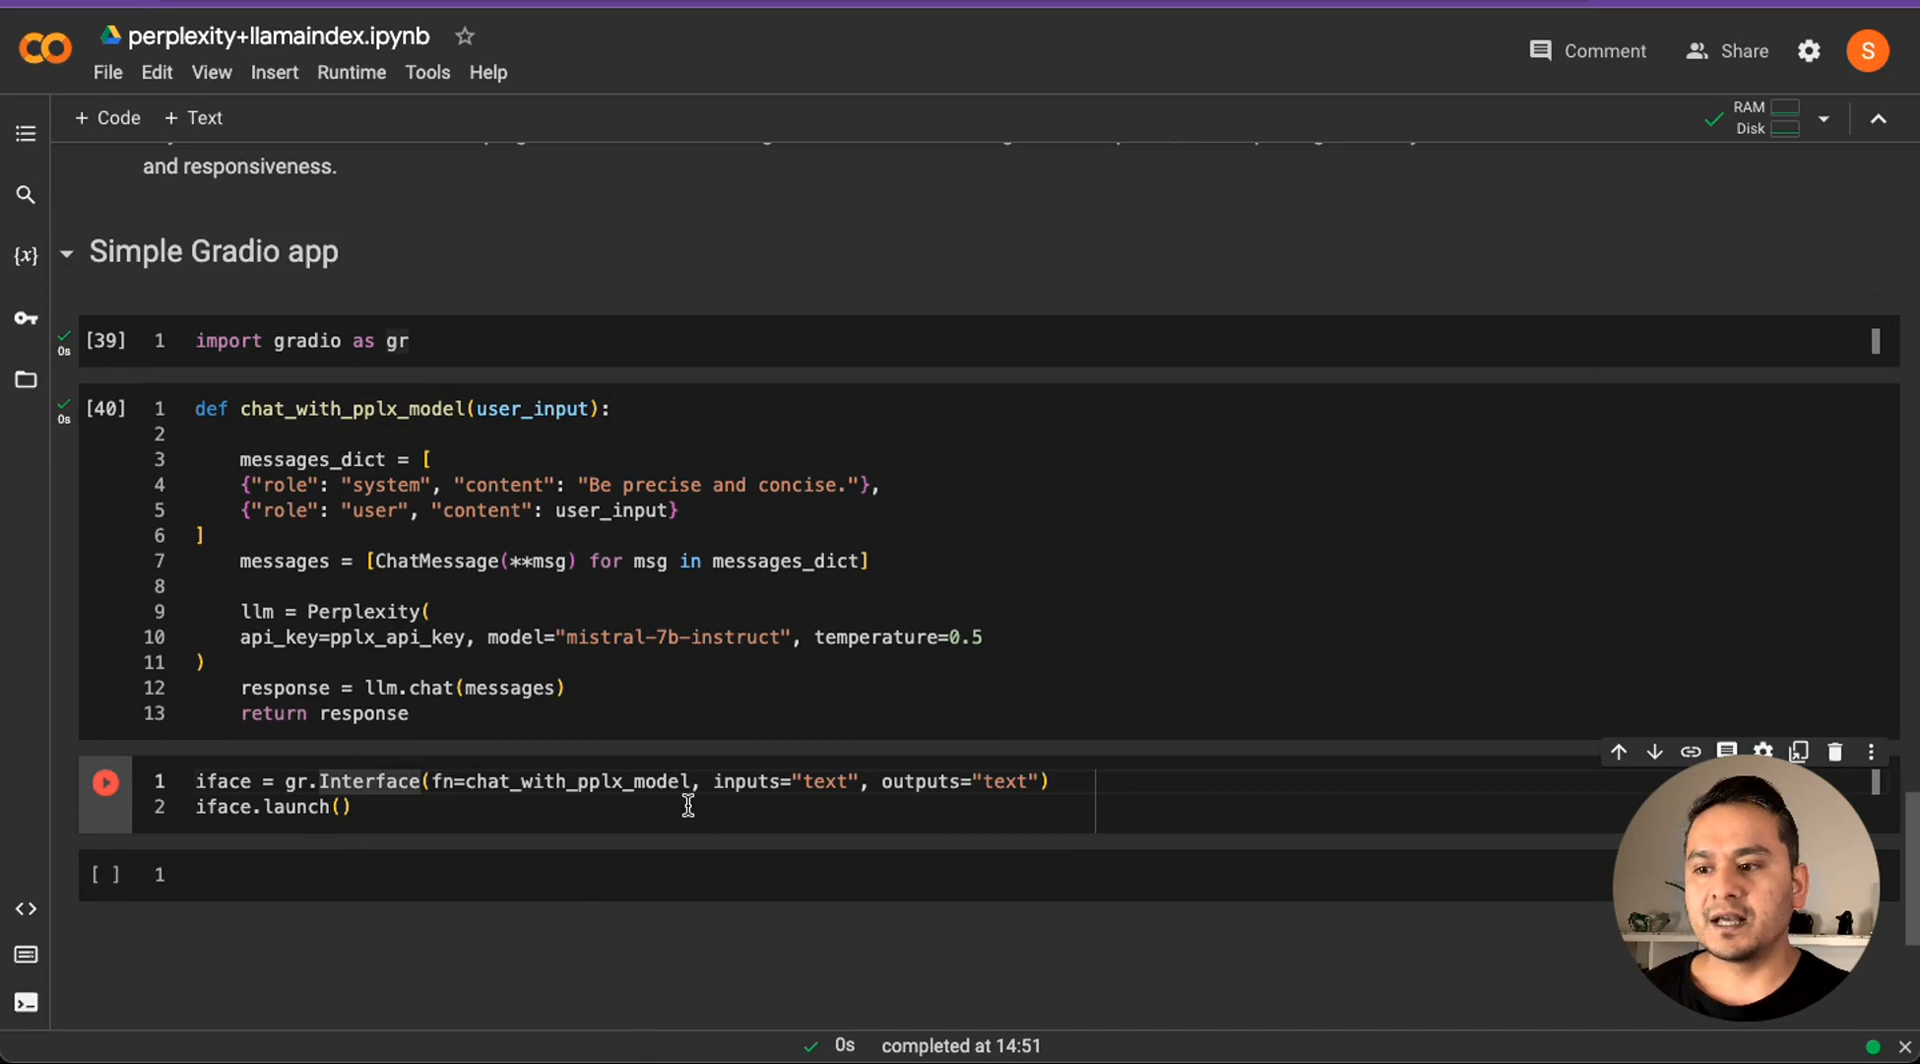 perplexity+llamaindex.ipynb
Comment
Share
S
File Edit View Insert Runtime Tools Help
+ Code + Text
RAM
Disk
and responsiveness.
{x}
Simple Gradio app
0s
[39] 1 import gradio as gr
0s
[40] 1 def chat_with_pplx_model(user_input):
2
3 messages_dict = [
4 {"role": "system", "content": "Be precise and concise."},
5 {"role": "user", "content": user_input}
6 ]
7 messages = [ChatMessage(**msg) for msg in messages_dict]
8
9 llm = Perplexity(
10 api_key=pplx_api_key, model="mistral-7b-instruct", temperature=0.5
11 )
12 response = llm.chat(messages)
13 return response
1 iface = gr.Interface(fn=chat_with_pplx_model, inputs="text", outputs="text")
2 iface.launch()
[ ] 1
0s completed at 14:51